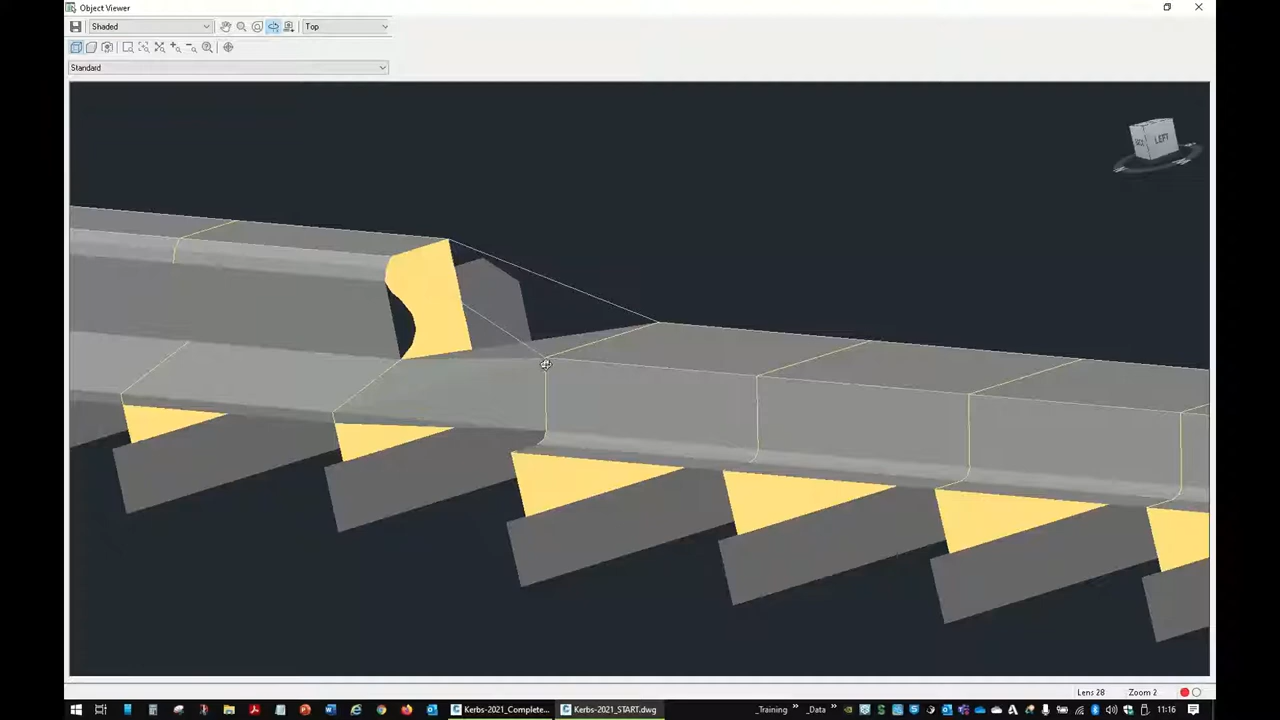 Object Viewer
Shaded
Top
Standard
LEFT
Lens 28
Zoom 2
Kerbs-2021_Complete...
Kerbs-2021_START.dwg
_Training
_Data
11:16